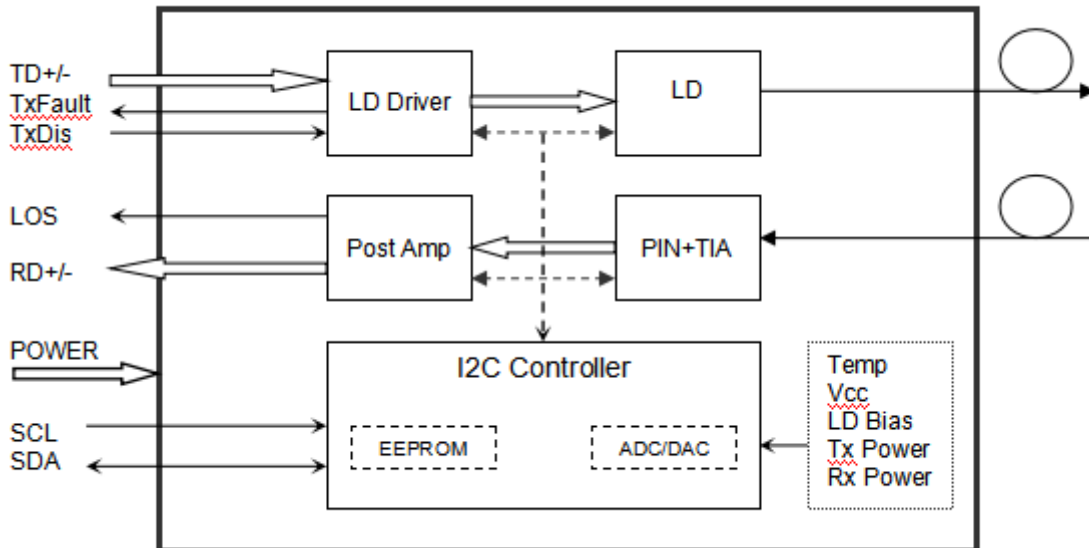 TD+/-
TxFault
TxDis
LD Driver
LD
LOS
RD+/-
Post Amp
PIN+TIA
POWER
SCL
SDA
I2C Controller
EEPROM
ADC/DAC
Temp
Vcc
LD Bias
Tx Power
Rx Power